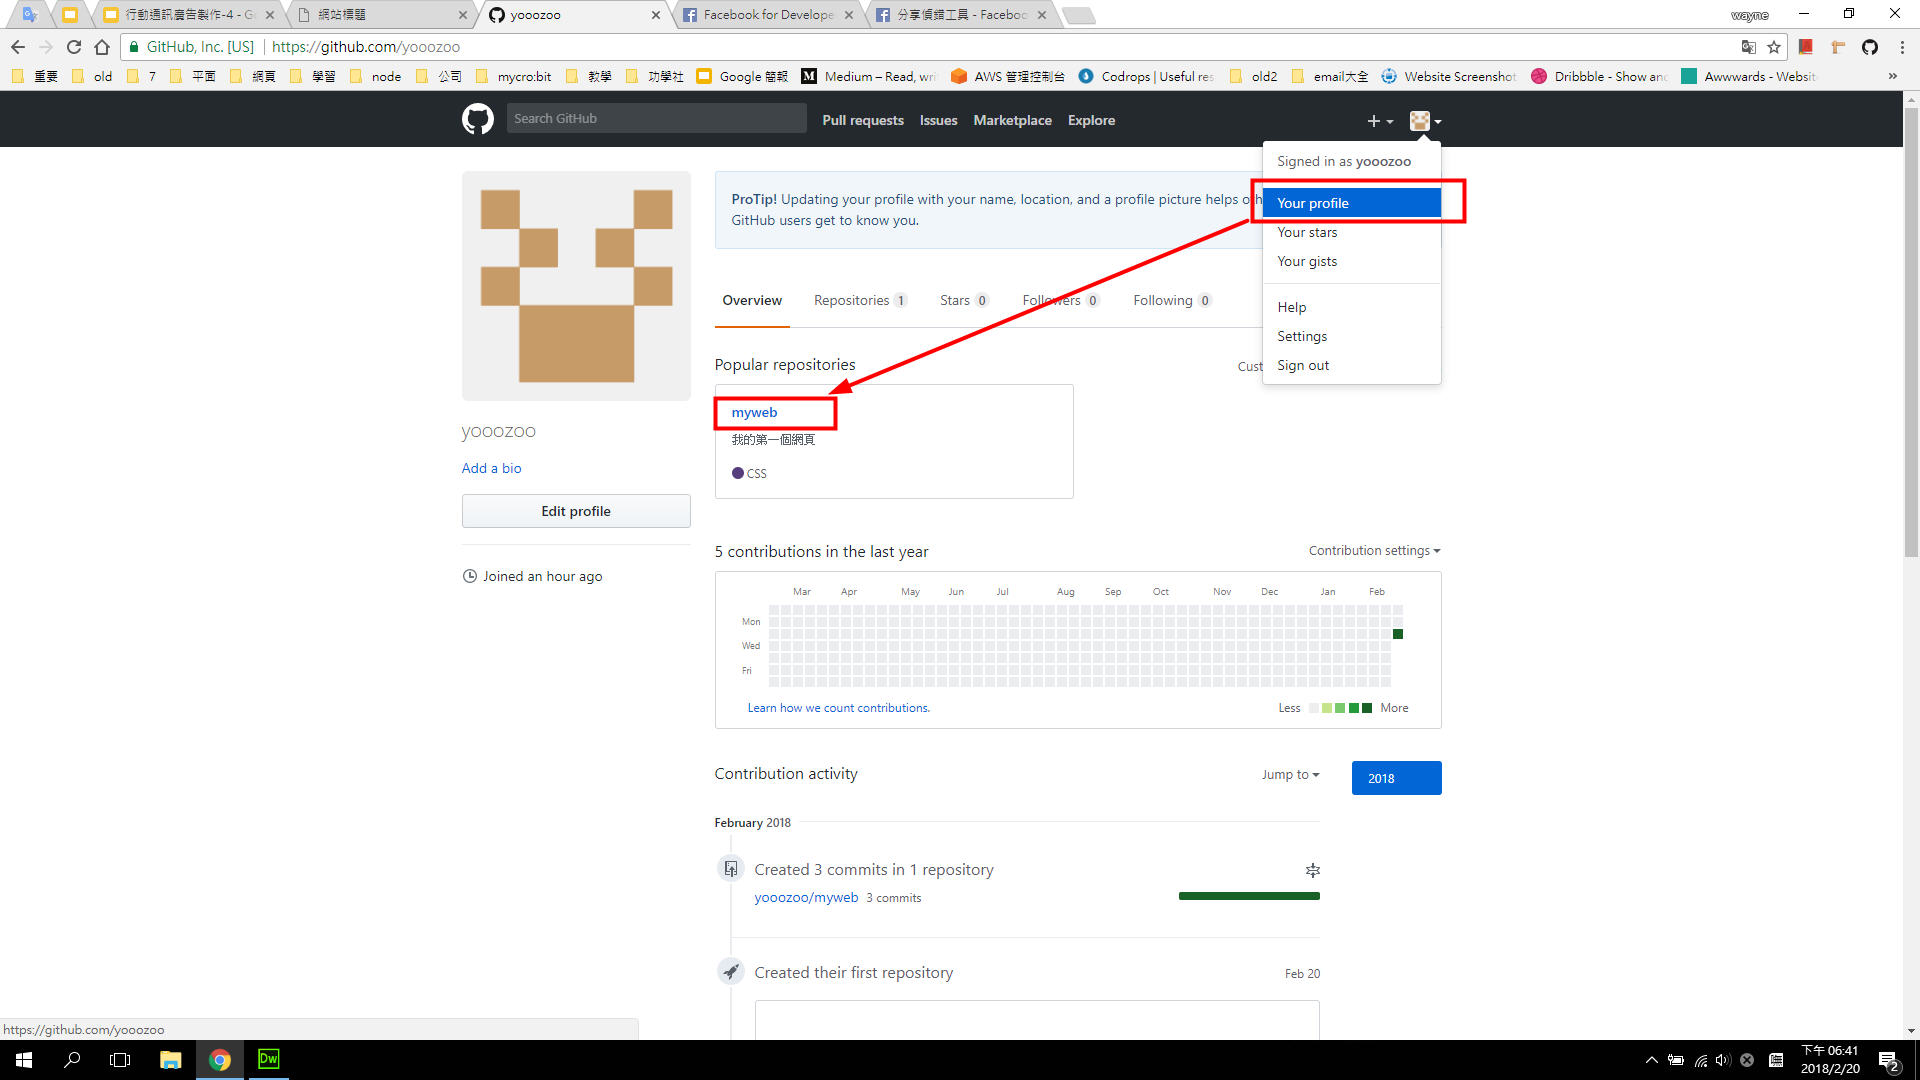 行動通訊廣告製作-4 - Go
網站標題
yooozoo
Facebook for Develope
分享偵錯工具 - Faceboo
wayne
GitHub, Inc. [US]
https://github.com/yooozoo
重要
old
7
平面
網頁
學習
node
公司
mycro:bit
教學
功學社
Google 簡報
Medium – Read, wri
AWS 管理控制台
Codrops | Useful res
old2
email大全
Website Screenshot
Dribbble - Show and
Awwwards - Websit
»
Search GitHub
Pull requests
Issues
Marketplace
Explore
Signed in as yooozoo
Your profile
Your stars
Your gists
Help
Settings
Sign out
ProTip! Updating your profile with your name, location, and a profile picture helps oth
GitHub users get to know you.
Overview
Repositories 1
Stars 0
Followers 0
Following 0
Popular repositories
Cust
myweb
我的第一個網頁
CSS
yooozoo
Add a bio
Edit profile
Joined an hour ago
5 contributions in the last year
Contribution settings
Mar Apr May Jun Jul Aug Sep Oct Nov Dec Jan Feb
Mon
Wed
Fri
Learn how we count contributions.
Less
More
Contribution activity
Jump to
2018
February 2018
Created 3 commits in 1 repository
yooozoo/myweb 3 commits
Created their first repository
Feb 20
https://github.com/yooozoo
Dw
下午 06:41
2018/2/20
2